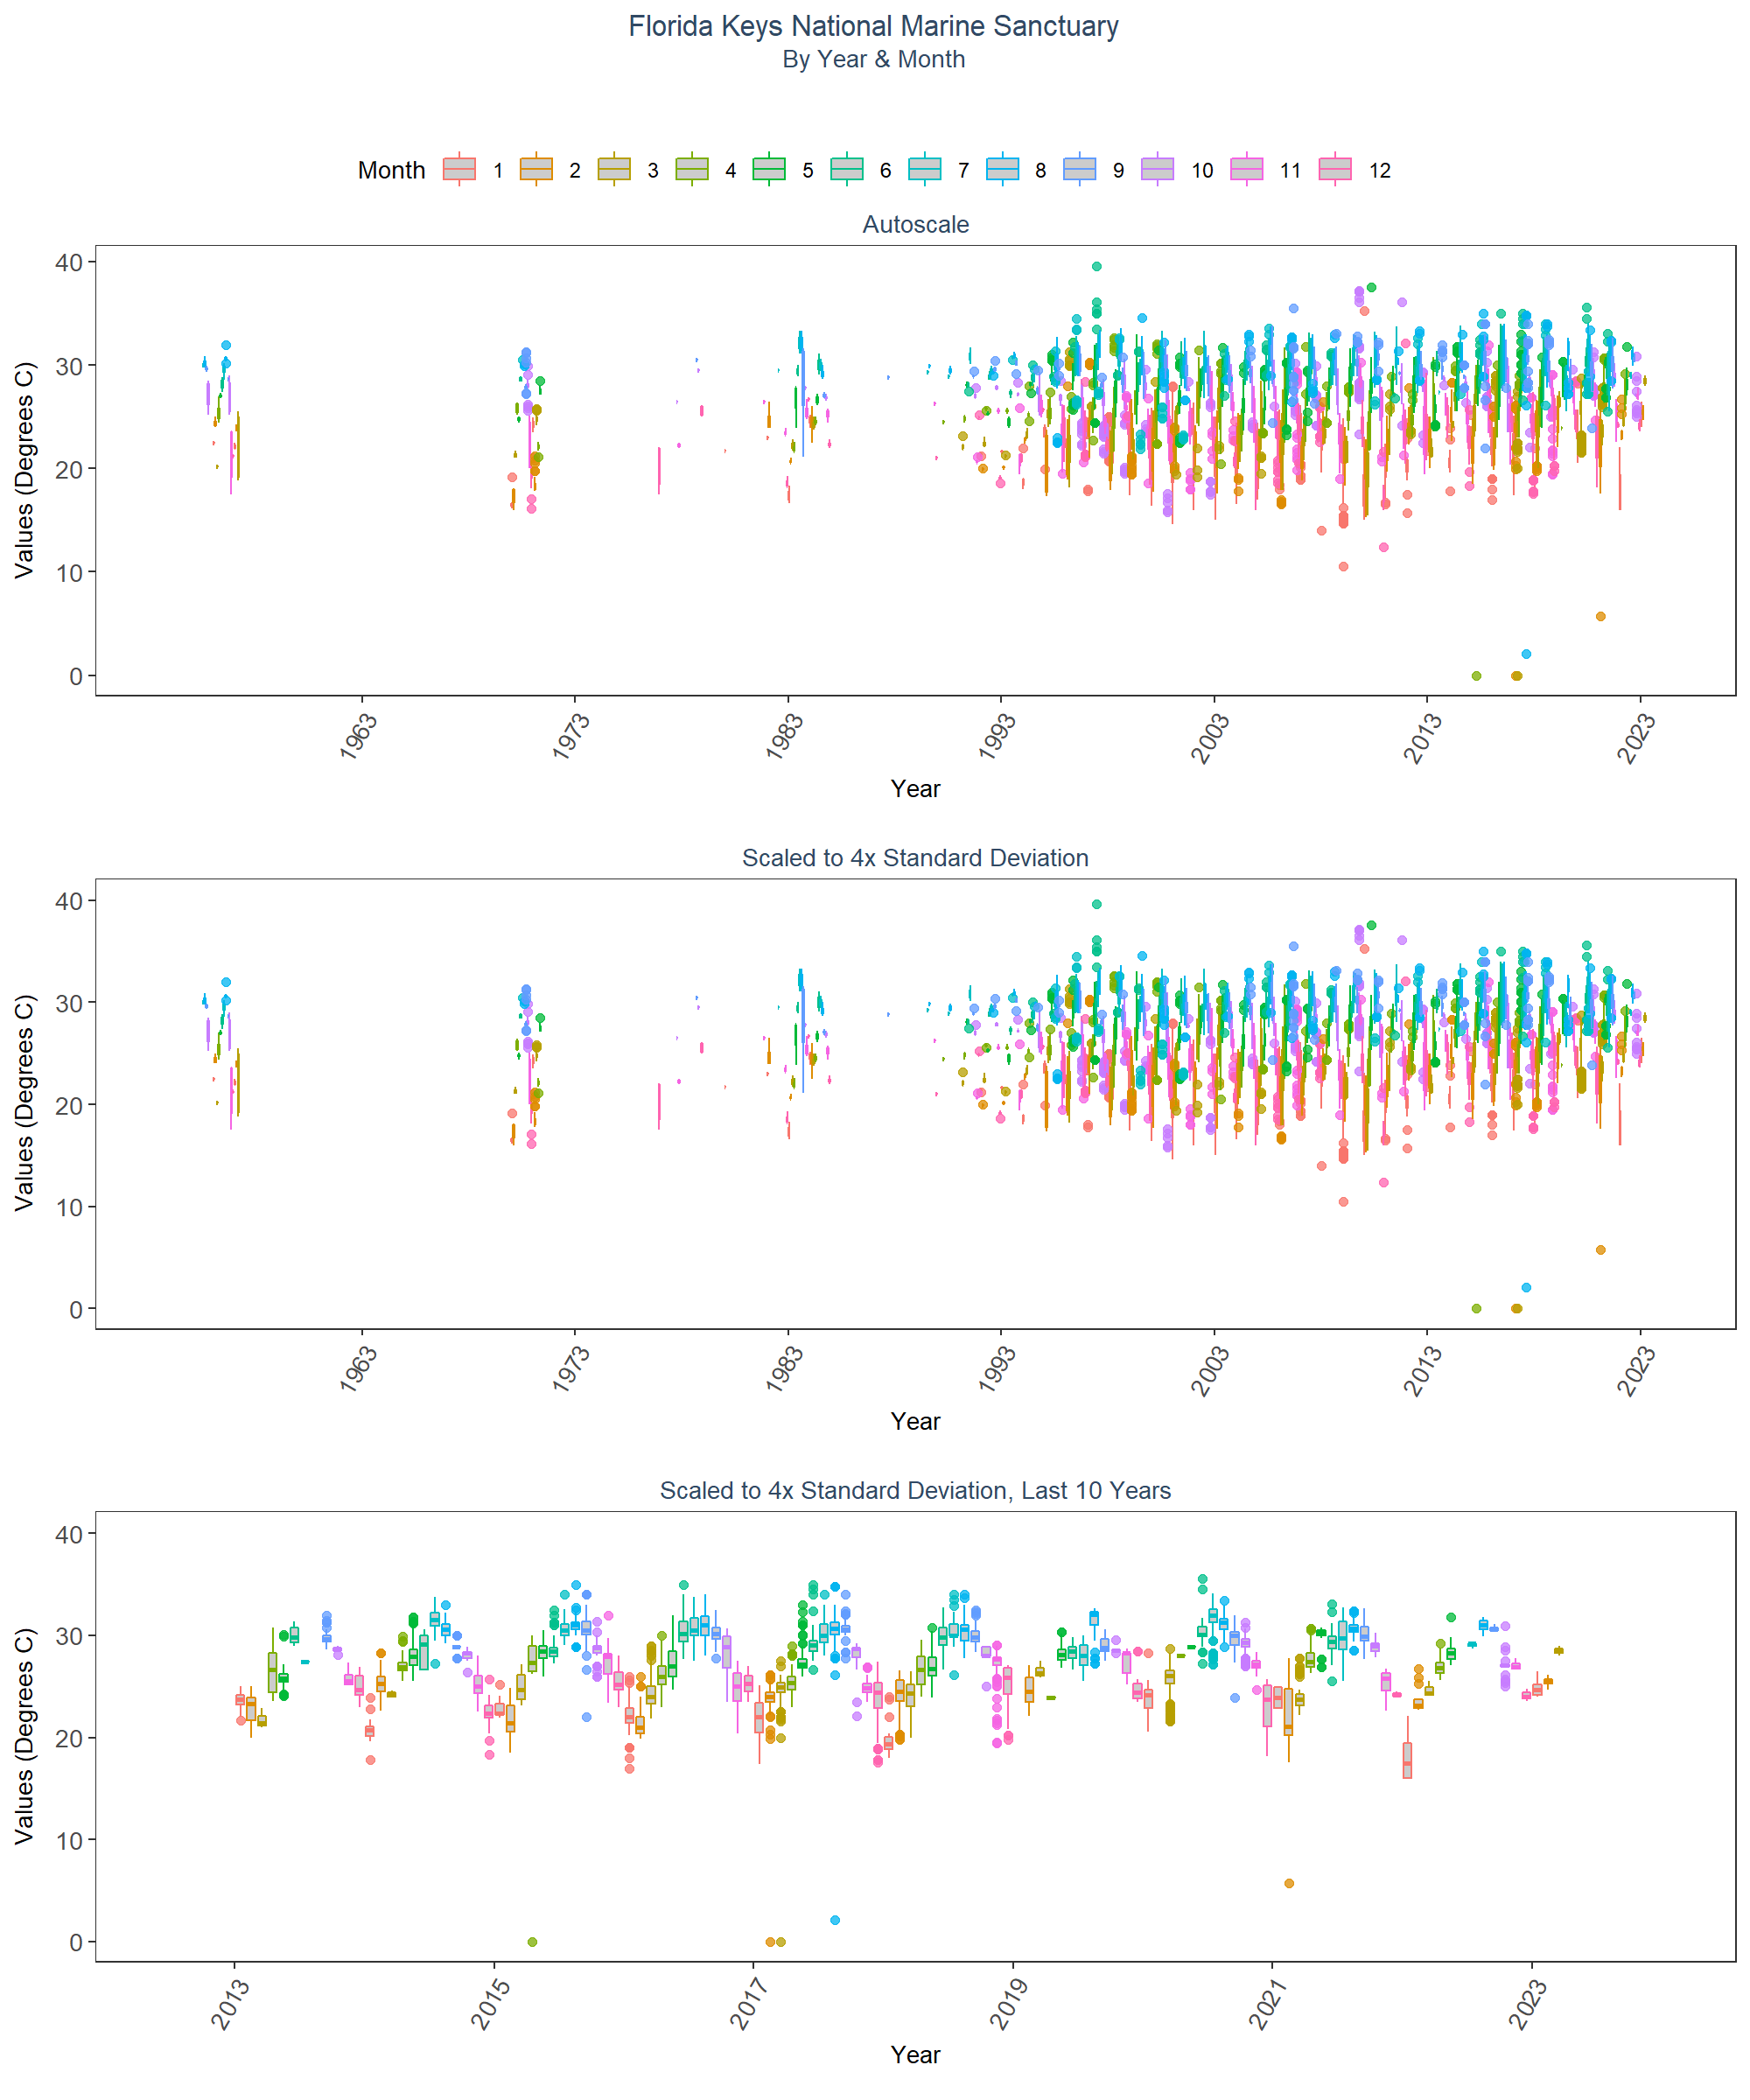 Florida Keys National Marine Sanctuary
By Year & Month
Month 1 2 3 4 5 6 7 8 9 10 11 12
Autoscale
Values (Degrees C)
40
30
20
10
0
1963 1973 1983 1993 2003 2013 2023
Year
Scaled to 4x Standard Deviation
Values (Degrees C)
40
30
20
10
0
1963 1973 1983 1993 2003 2013 2023
Year
Scaled to 4x Standard Deviation, Last 10 Years
Values (Degrees C)
40
30
20
10
0
2013 2015 2017 2019 2021 2023
Year